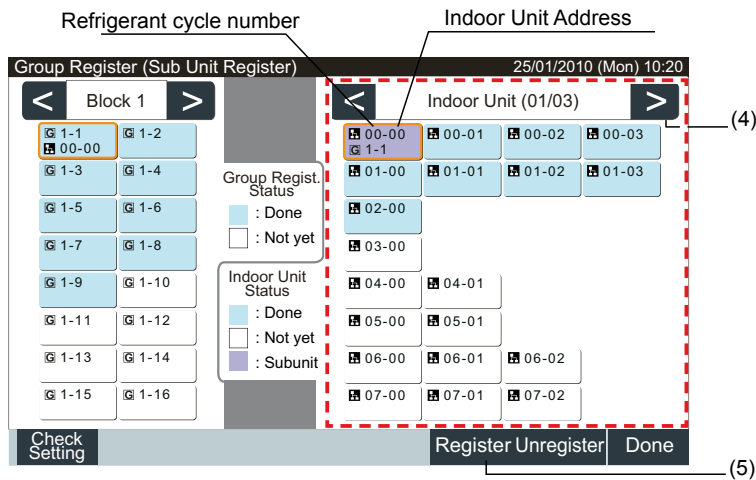 Refrigerant cycle number
Indoor Unit Address
Group Register (Sub Unit Register)
25/01/2010 (Mon) 10:20
< Block 1 >
G 1-1
00-00
G 1-2
G 1-3
G 1-4
G 1-5
G 1-6
G 1-7
G 1-8
G 1-9
G 1-10
G 1-11
G 1-12
G 1-13
G 1-14
G 1-15
G 1-16
Group Regist.
Status
: Done
: Not yet
Indoor Unit
Status
: Done
: Not yet
: Subunit
< Indoor Unit (01/03) >
(4)
00-00
G 1-1
00-01
00-02
00-03
01-00
01-01
01-02
01-03
02-00
03-00
04-00
04-01
05-00
05-01
06-00
06-01
06-02
07-00
07-01
07-02
Check
Setting
Register
Unregister
Done
(5)